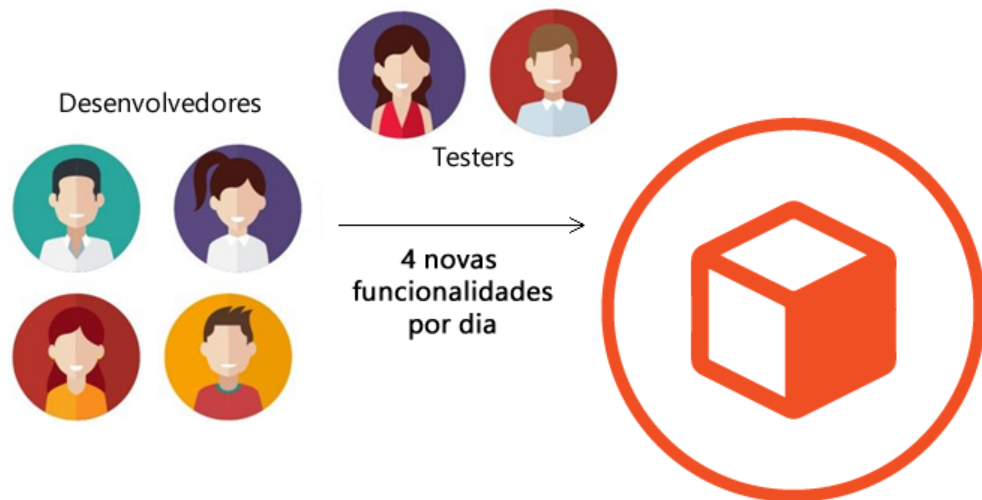 Desenvolvedores
Testers
4 novas
funcionalidades
por dia